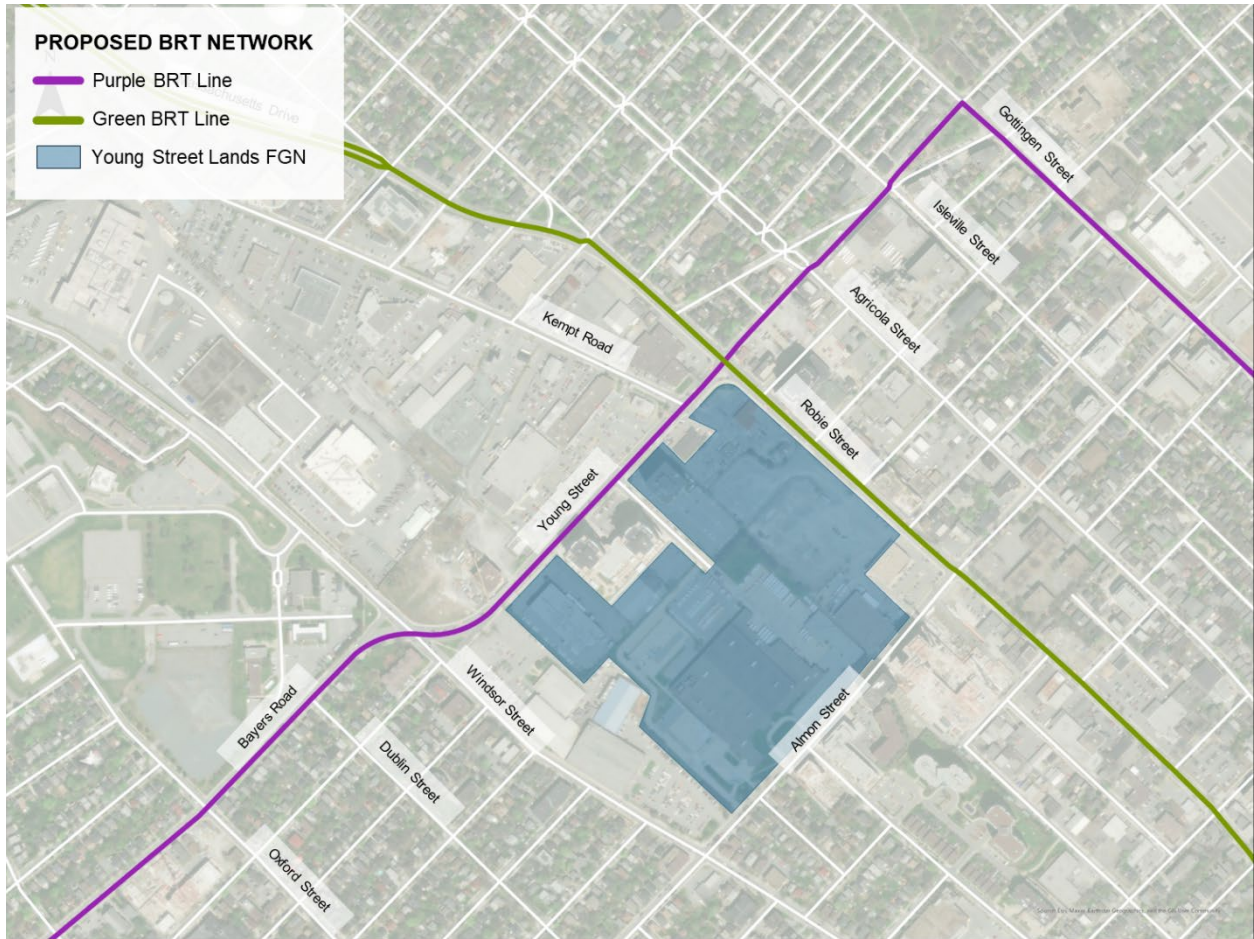 PROPOSED BRT NETWORK
Purple BRT Line
Green BRT Line
Young Street Lands FGN
Drive
Gottingen Street
Isleville Street
Agricola Street
Kempt Road
Robie Street
Young Street
Windsor Street
Almon Street
Bayers Road
Dublin Street
Oxford Street